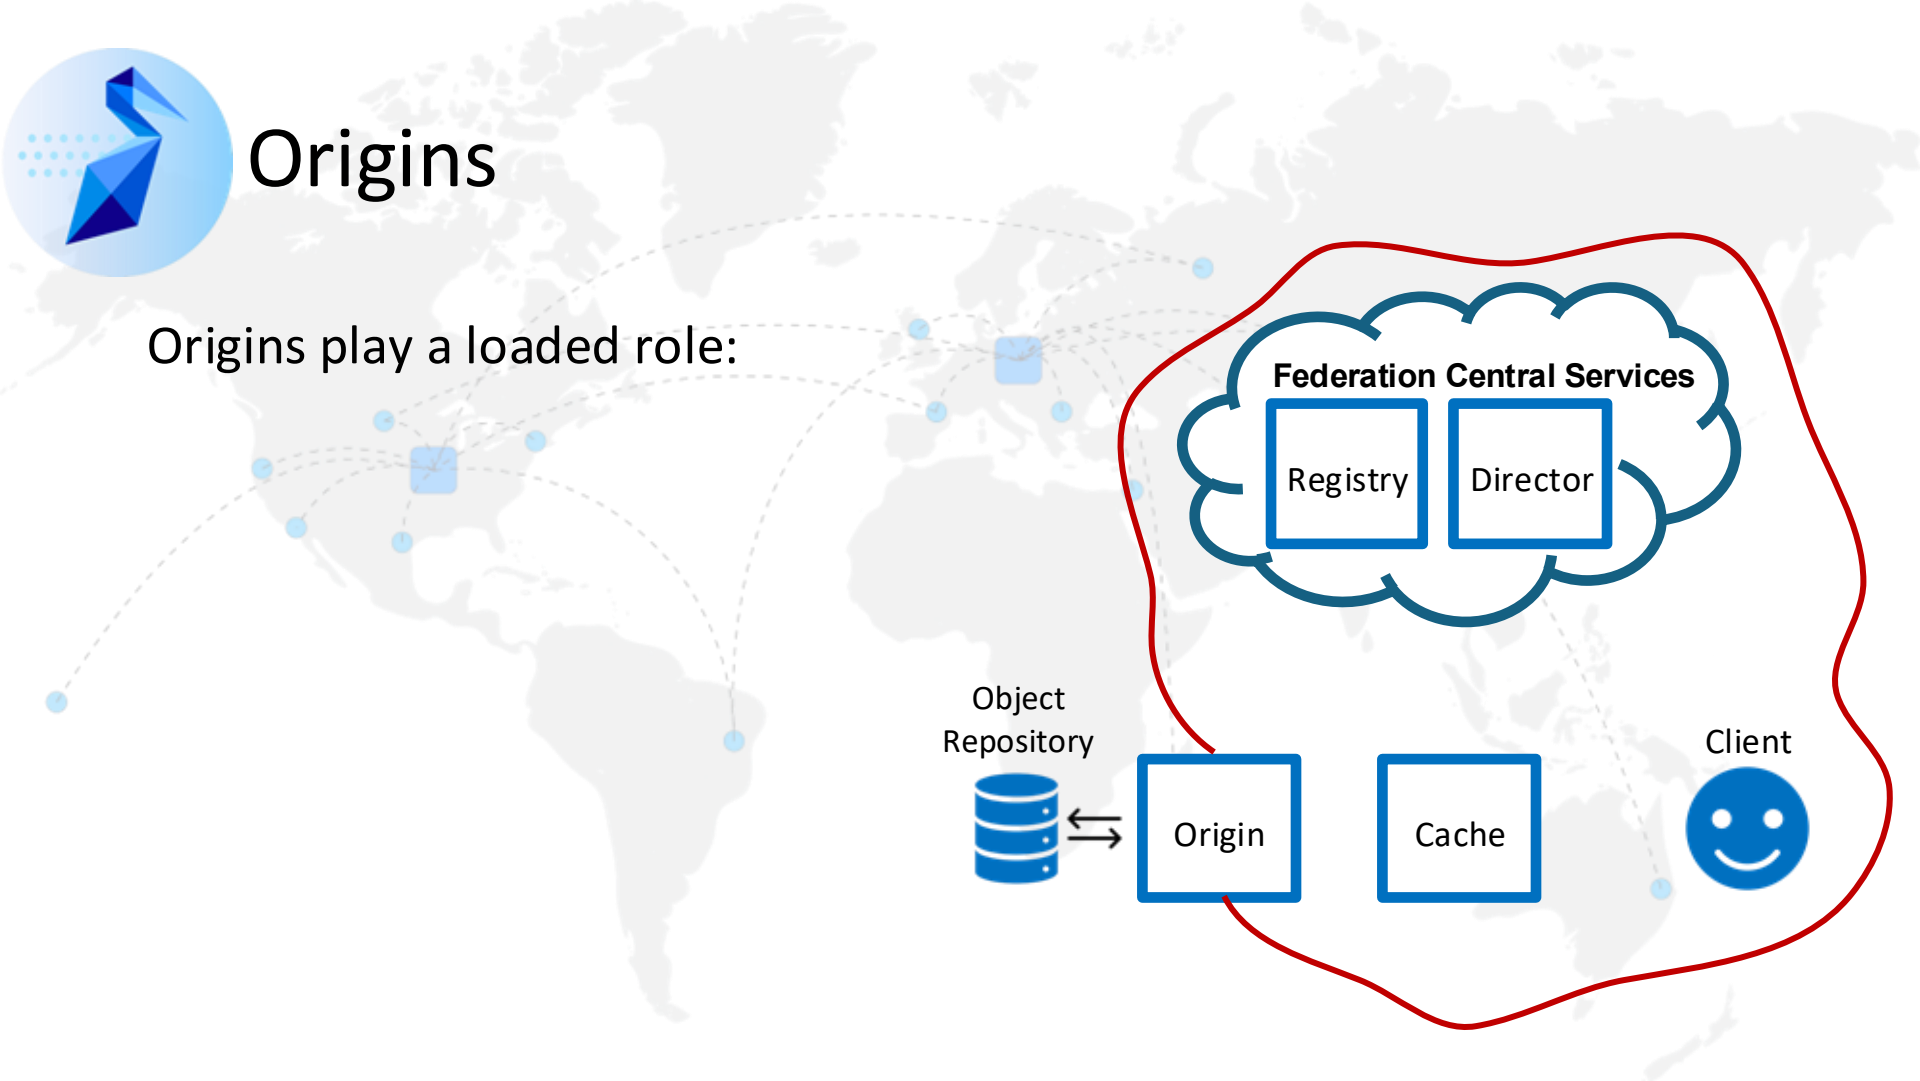 Origins
Origins play a loaded role:
Federation Central Services
Registry
Director
Object
Repository
Origin
Cache
Client